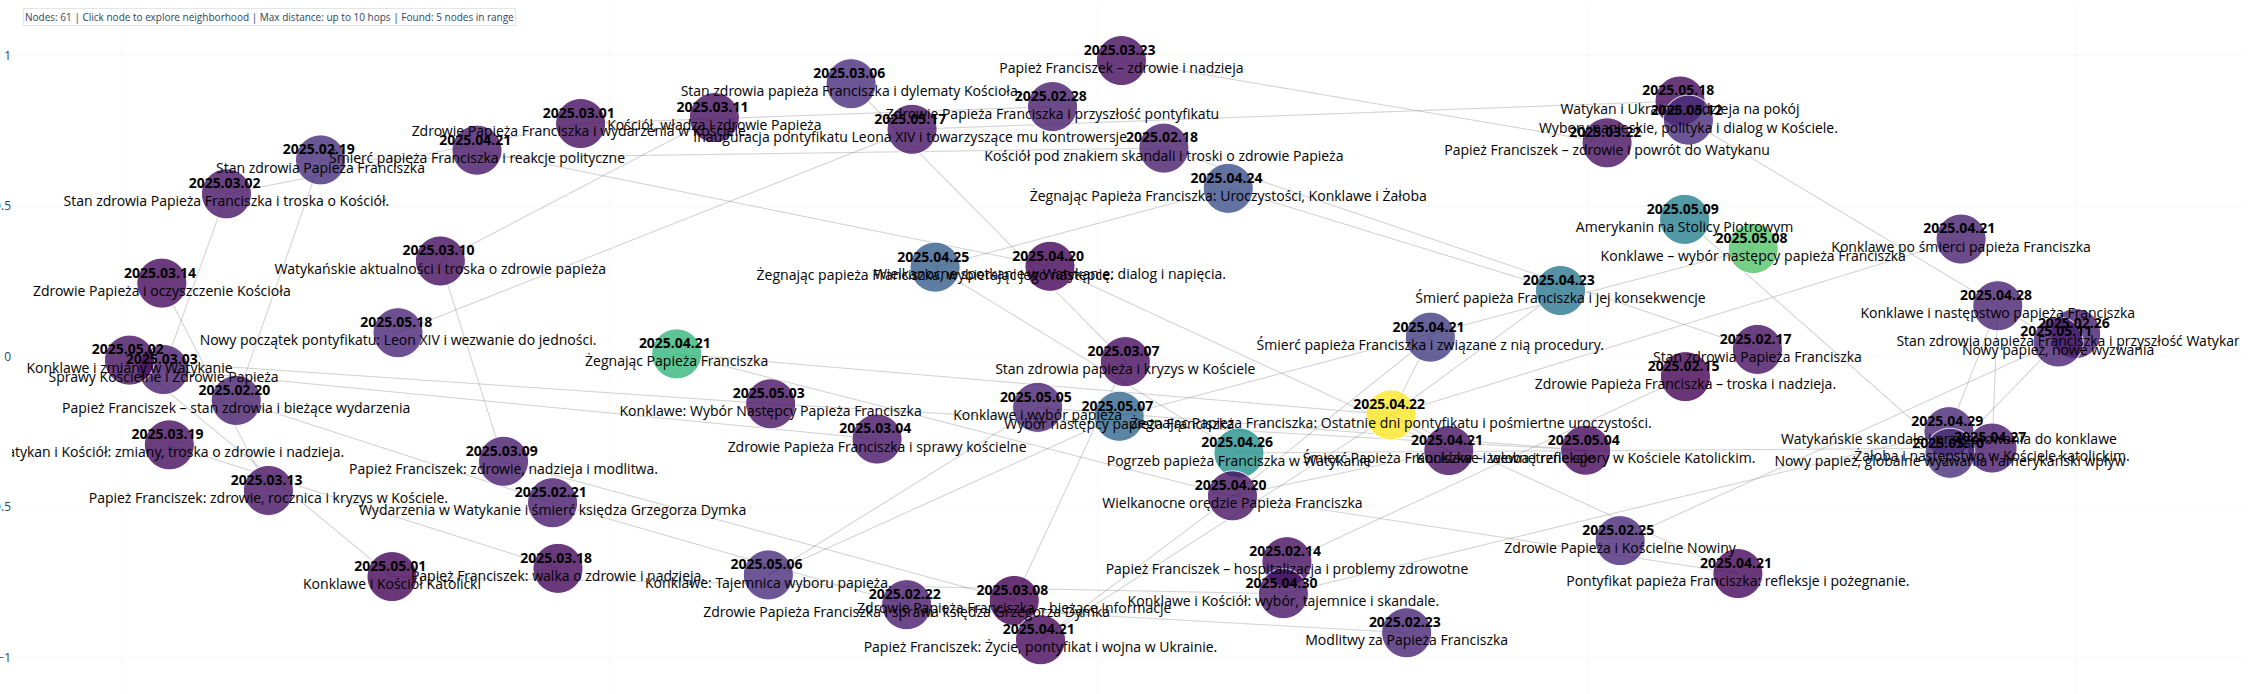 Nodes: 61 | Click node to explore neighborhood | Max distance: up to 10 hops | Found: 5 nodes in range
1
0.5
0
−1
2025.03.23
Papież Franciszek – zdrowie i nadzieja
2025.03.06
Stan zdrowia papieża Franciszka i dylematy Kościoła
2025.02.28
Zdrowie Papieża Franciszka i przyszłość pontyfikatu
2025.05.18
Watykan i Ukraina: nadzieja na pokój
2025.05.12
Wybory papieskie, polityka i dialog w Kościele.
2025.03.22
Papież Franciszek – zdrowie i powrót do Watykanu
2025.03.01
Zdrowie Papieża Franciszka i wydarzenia w Kościele
2025.03.11
Kościół, władza i zdrowie Papieża
2025.05.17
Inauguracja pontyfikatu Leona XIV i towarzyszące mu kontrowersje
2025.02.18
Kościół pod znakiem skandali i troski o zdrowie Papieża
2025.04.21
Śmierć papieża Franciszka i reakcje polityczne
2025.02.19
Stan zdrowia Papieża Franciszka
2025.03.02
Stan zdrowia Papieża Franciszka i troska o Kościół.
2025.04.24
Żegnając Papieża Franciszka: Uroczystości, Konklawe i Żałoba
2025.05.09
Amerykanin na Stolicy Piotrowym
2025.05.08
Konklawe – wybór następcy papieża Franciszka
2025.04.21
Konklawe po śmierci papieża Franciszka
2025.03.10
Watykańskie aktualności i troska o zdrowie papieża
2025.04.25
Żegnając papieża Franciszka, wybierając jego następcę.
2025.04.20
Wielkanocne spotkanie w Watykanie: dialog i napięcia.
2025.03.14
Zdrowie Papieża i oczyszczenie Kościoła
2025.04.23
Śmierć papieża Franciszka i jej konsekwencje
2025.04.28
Konklawe i następstwo papieża Franciszka
2025.02.26
Stan zdrowia papieża Franciszka i przyszłość Watykan
2025.05.11
Nowy papież, nowe wyzwania
2025.05.18
Nowy początek pontyfikatu: Leon XIV i wezwanie do jedności.
2025.04.21
Żegnając Papieża Franciszka
2025.04.21
Śmierć papieża Franciszka i związane z nią procedury.
2025.02.17
Stan zdrowia Papieża Franciszka
2025.02.15
Zdrowie Papieża Franciszka – troska i nadzieja.
2025.05.02
Konklawe i zmiany w Watykanie
2025.03.03
Sprawy Kościelne i Zdrowie Papieża
2025.02.20
Papież Franciszek – stan zdrowia i bieżące wydarzenia
2025.03.07
Stan zdrowia papieża i kryzys w Kościele
2025.05.03
Konklawe: Wybór Następcy Papieża Franciszka
2025.05.05
Konklawe i wybór papieża
2025.05.07
Wybór następcy papieża Franciszka
2025.04.22
Żegnając Papieża Franciszka: Ostatnie dni pontyfikatu i pośmiertne uroczystości.
2025.03.04
Zdrowie Papieża Franciszka i sprawy kościelne
2025.03.19
atykan i Kościół: zmiany, troska o zdrowie i nadzieja.
2025.04.26
Pogrzeb papieża Franciszka w Watykanie
2025.04.21
Śmierć Papieża
2025.05.04
spory w Kościele Katolickim.
2025.04.29
Watykańskie skandale do konklawe
2025.04.27
Żałoba i następstwo w Kościele katolickim.
2025.05.10
Nowy papież, globalne wyzwania i amerykański wpływ
2025.03.09
Papież Franciszek: zdrowie, nadzieja i modlitwa.
2025.03.13
Papież Franciszek: zdrowie, rocznica i kryzys w Kościele.
2025.02.21
Wydarzenia w Watykanie i śmierć księdza Grzegorza Dymka
2025.04.20
Wielkanocne orędzie Papieża Franciszka
2025.02.25
Zdrowie Papieża i Kościelne Nowiny
2025.04.21
Pontyfikat papieża Franciszka: refleksje i pożegnanie.
2025.02.14
Papież Franciszek – hospitalizacja i problemy zdrowotne
2025.04.30
Konklawe i Kościół: wybór, tajemnice i skandale.
2025.05.01
Konklawe i Kościół Katolicki
2025.03.18
Papież Franciszek: walka o zdrowie i nadzieja.
2025.05.06
Konklawe: Tajemnica wyboru papieża.
2025.02.22
Zdrowie Papieża Franciszka i sprawa księdza Grzegorza Dymka
2025.03.08
Zdrowie Papieża Franciszka – bieżące informacje
2025.04.21
Papież Franciszek: Życie, pontyfikat i wojna w Ukrainie.
2025.02.23
Modlitwy za Papieża Franciszka